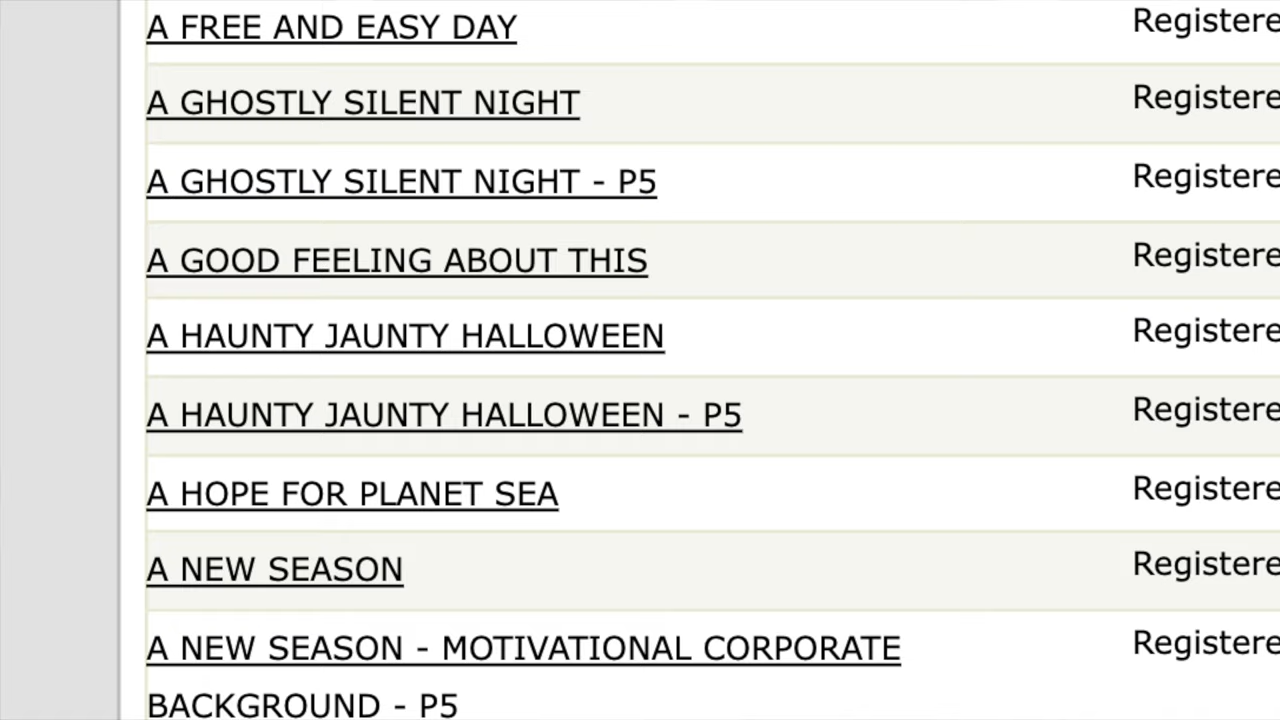 A FREE AND EASY DAY Registere
A GHOSTLY SILENT NIGHT Registere
A GHOSTLY SILENT NIGHT - P5 Registere
A GOOD FEELING ABOUT THIS Registere
A HAUNTY JAUNTY HALLOWEEN Registere
A HAUNTY JAUNTY HALLOWEEN - P5 Registere
A HOPE FOR PLANET SEA Registere
A NEW SEASON Registere
A NEW SEASON - MOTIVATIONAL CORPORATE Registere
BACKGROUND - P5